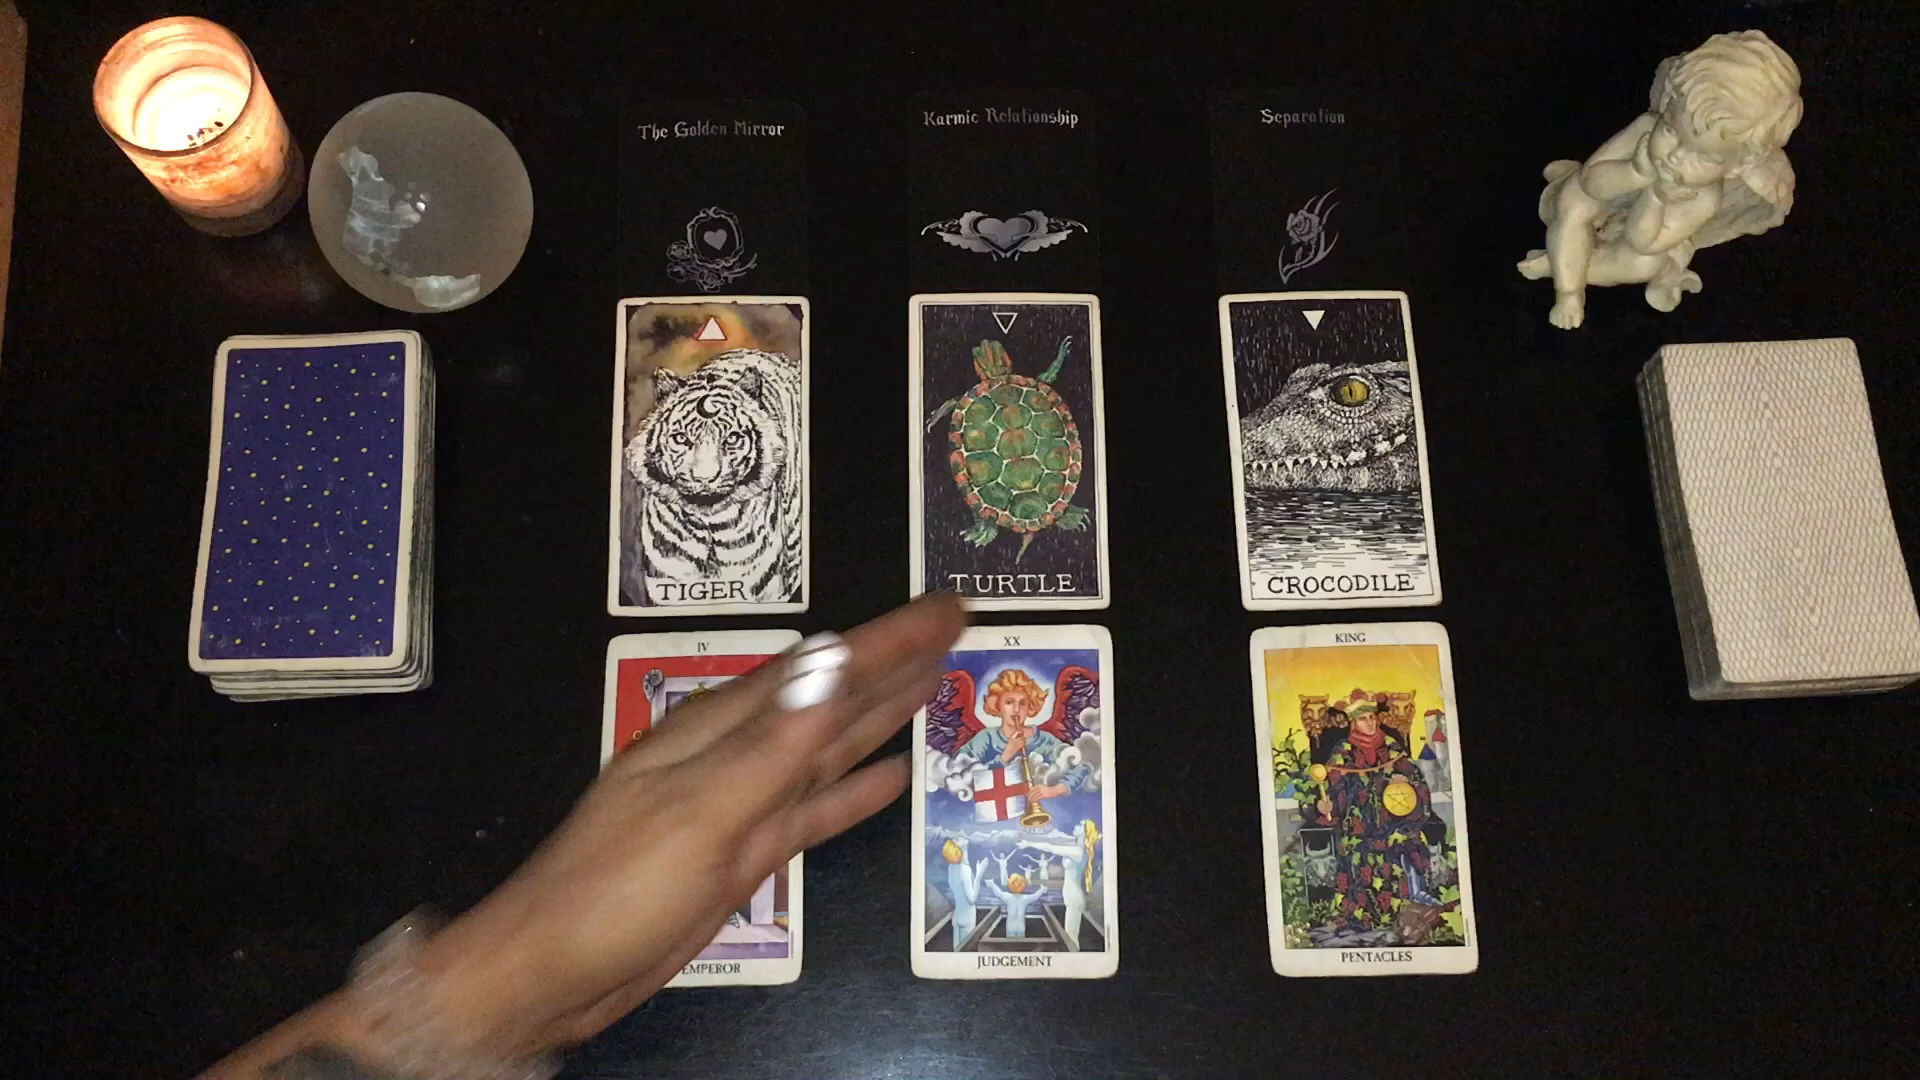 The Golden Mirror
Karmic Relationship
Separation
TIGER
TURTLE
CROCODILE
IV
XX
KING
EMPEROR
JUDGEMENT
PENTACLES